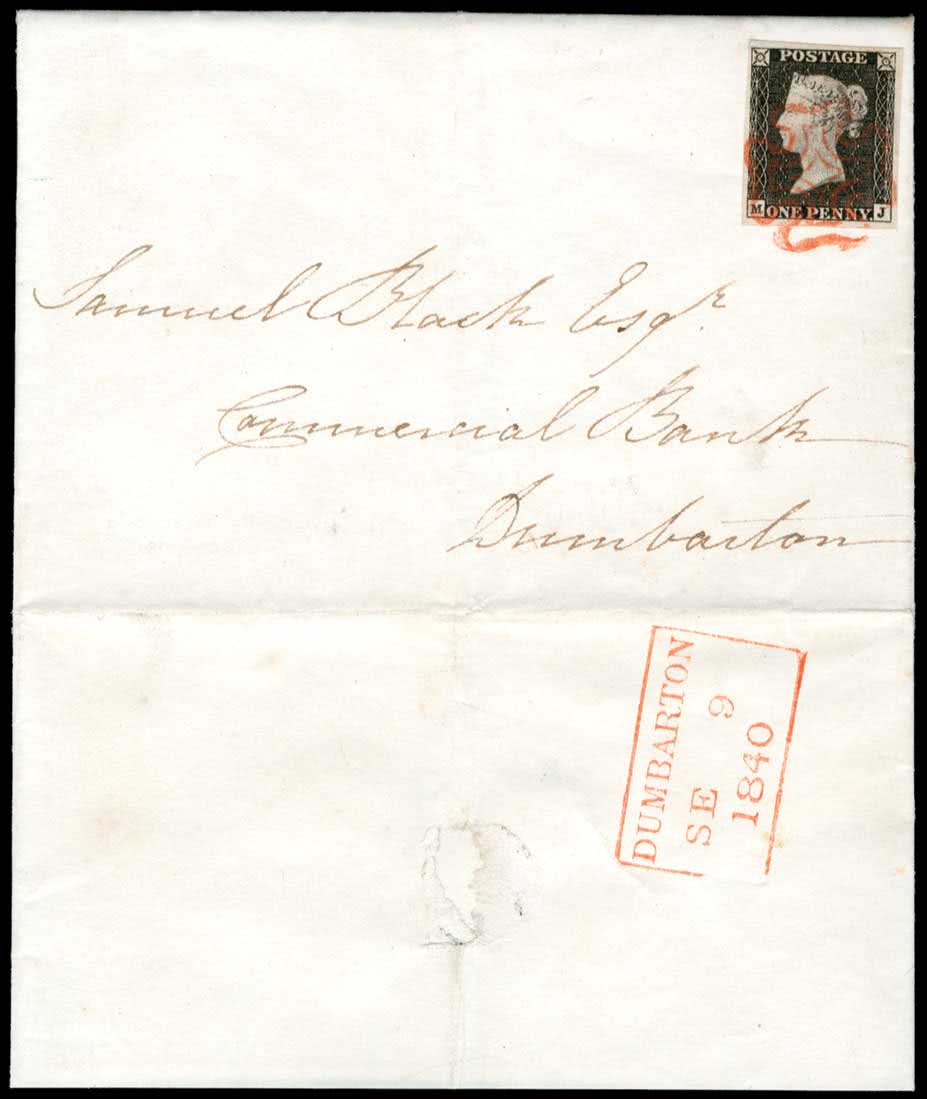 POSTAGE
M ONE PENNY. J
Samuel Black Esqr.
Commercial Bank
Dumbarton
DUMBARTON
SE 9
1840